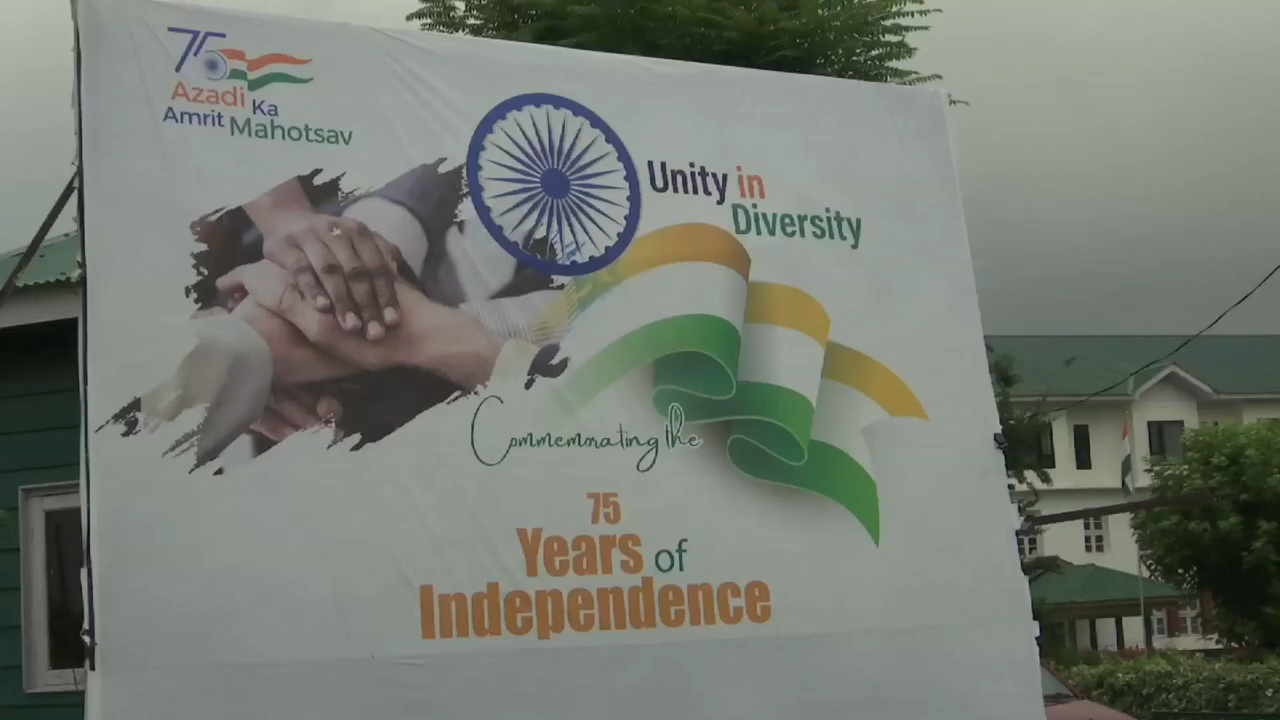 75
Azadi Ka
Amrit Mahotsav
Unity in
Diversity
Commemorating the
75
Years of
Independence